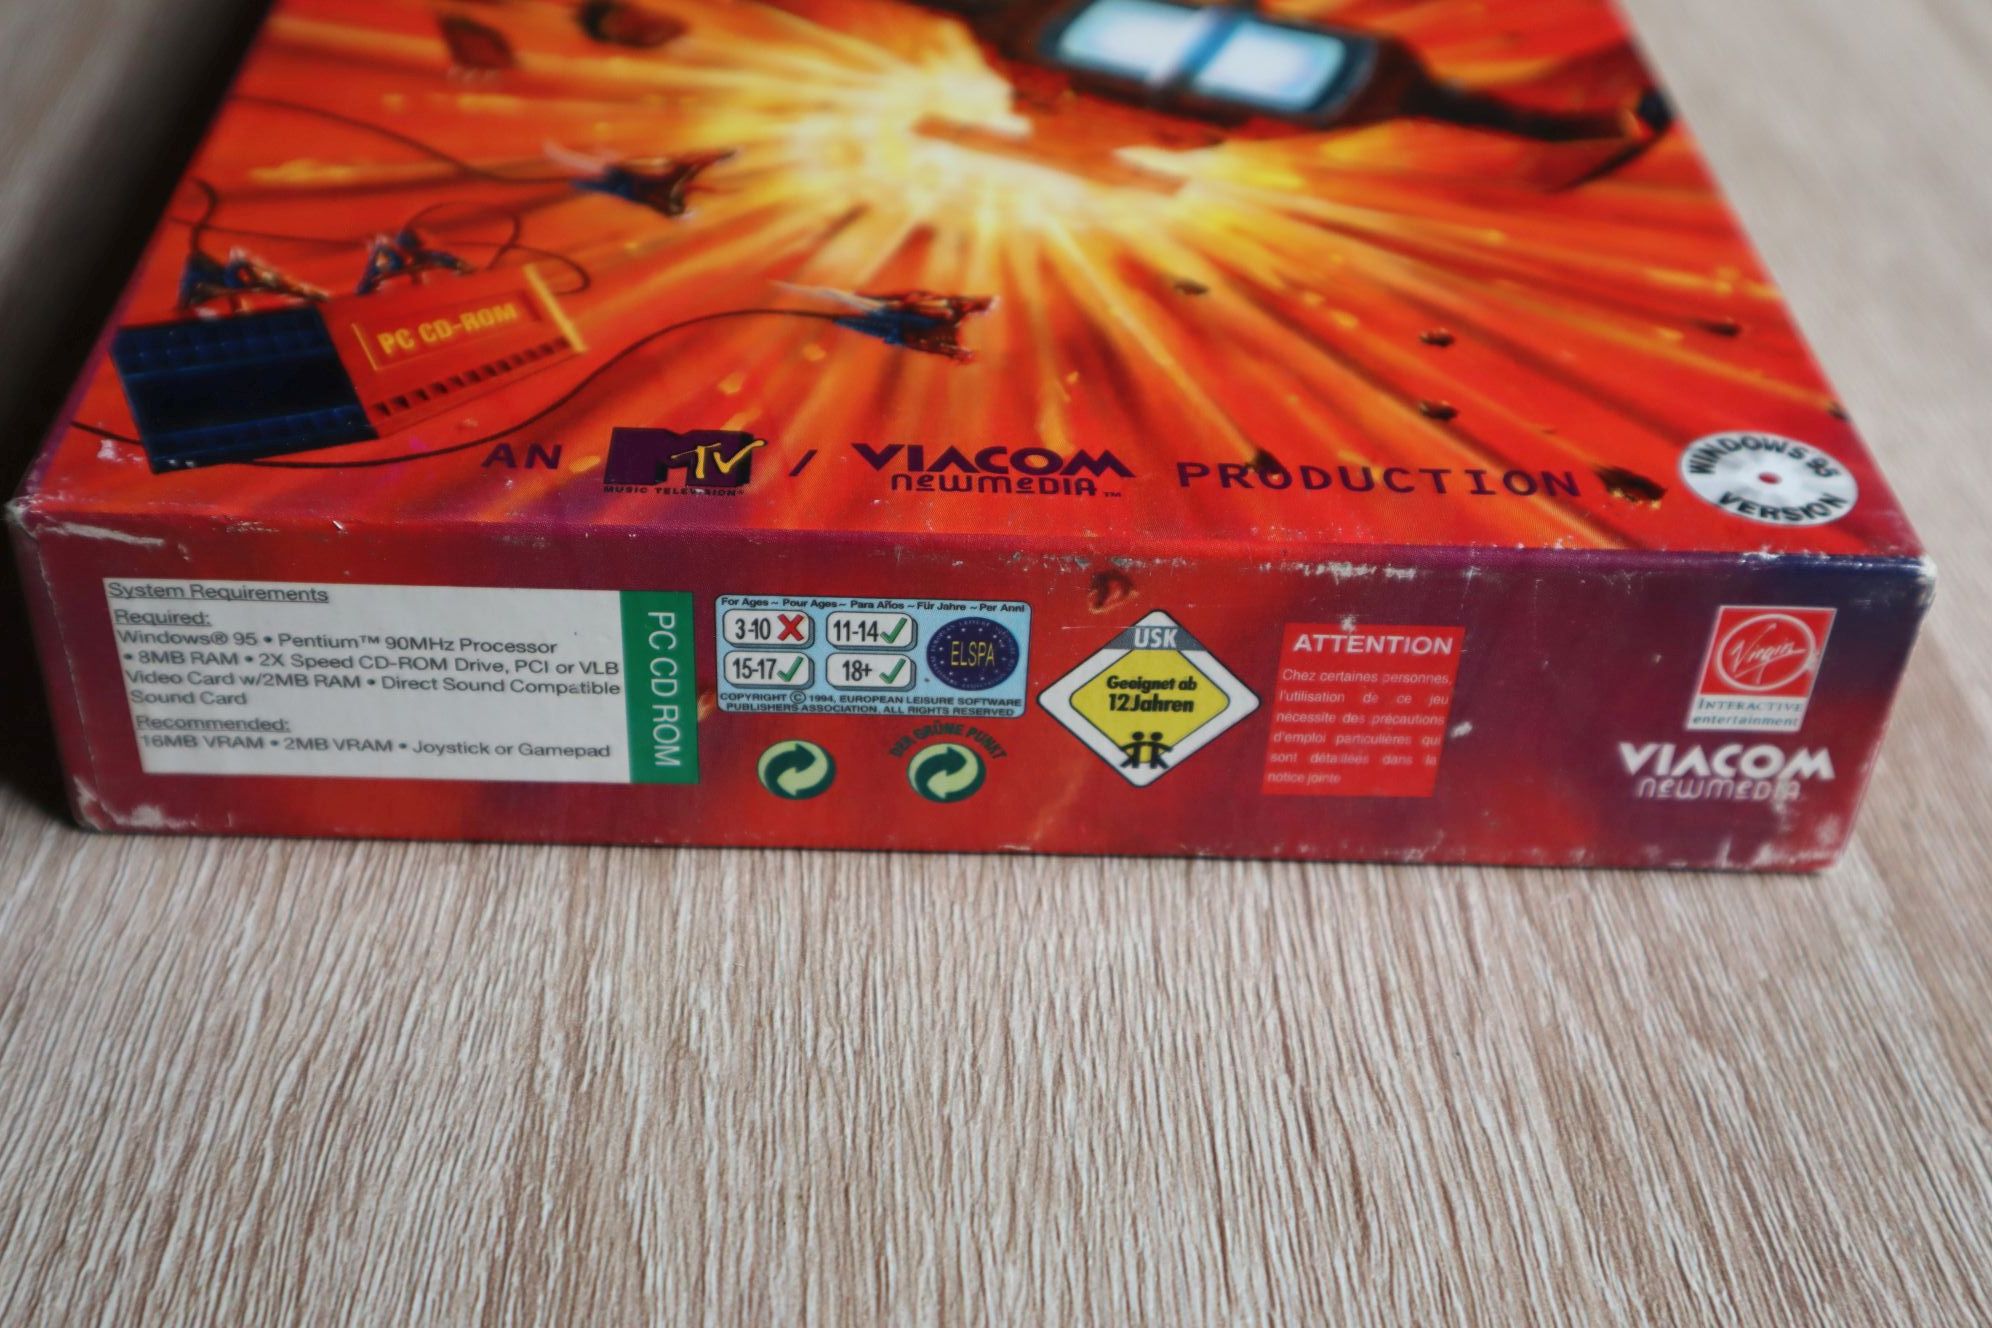 PC CD-ROM
AN MTV / VIACOM PRODUCTION
MUSIC TELEVISION®
newmedia™
WINDOWS 95
VERSION
System Requirements
Required:
Windows® 95 • Pentium™ 90MHz Processor
• 8MB RAM • 2X Speed CD-ROM Drive, PCI or VLB
Video Card w/2MB RAM • Direct Sound Compatible
Sound Card
Recommended:
16MB VRAM • 2MB VRAM • Joystick or Gamepad
PC CD ROM
For Ages ~ Pour Ages ~ Para Años ~ Für Jahre ~ Per Anni
3-10 11-14
15-17 18+
ELSPA
COPYRIGHT © 1994, EUROPEAN LEISURE SOFTWARE
PUBLISHERS ASSOCIATION. ALL RIGHTS RESERVED
DER GRÜNE PUNKT
USK
Geeignet ab
12 Jahren
ATTENTION
Chez certaines personnes,
l'utilisation de ce jeu
nécessite des précautions
d'emploi particulières qui
sont détaillées dans la
notice jointe
Virgin
INTERACTIVE
entertainment
VIACOM
newmedia